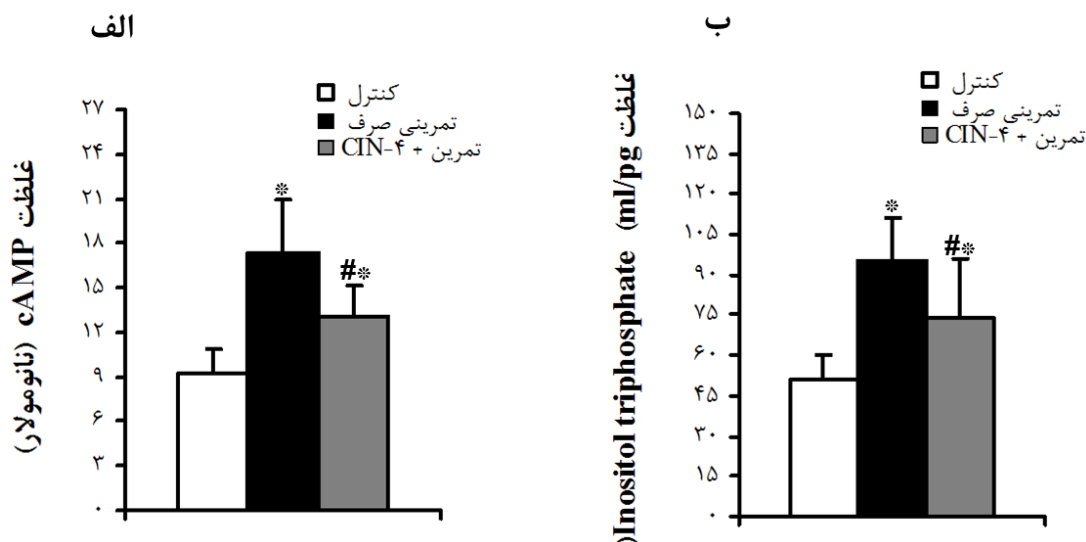 الف
کنترل
تمرینی صرف
تمرین + CIN-۴
۲۷
۲۴
۲۱
۱۸
۱۵
۱۲
۹
۶
۳
۰
غلظت cAMP (نانومولار)
*
#*
ب
کنترل
تمرینی صرف
تمرین + CIN-۴
۱۵۰
۱۳۵
۱۲۰
۱۰۵
۹۰
۷۵
۶۰
۴۵
۳۰
۱۵
۰
غلظت Inositol triphosphate (ml/pg)
*
#*